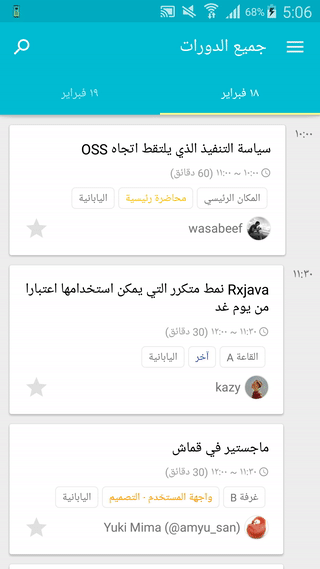 68% 5:06
جميع الدورات
١٨ فبراير
١٩ فبراير
١٠:٠٠
سياسة التنفيذ الذي يلتقط اتجاه OSS
١٠:٠٠ ~ ١١:٠٠ (60 دقائق)
المكان الرئيسي محاضرة رئيسية اليابانية
wasabeef
١١:٣٠
Rxjava نمط متكرر التي يمكن استخدامها اعتبارا
من يوم غد
١١:٣٠ ~ ١٢:٠٠ (30 دقائق)
القاعة A آخر اليابانية
kazy
ماجستير في قماش
١١:٣٠ ~ ١٢:٠٠ (30 دقائق)
غرفة B واجهة المستخدم - التصميم اليابانية
Yuki Mima (@amyu_san)